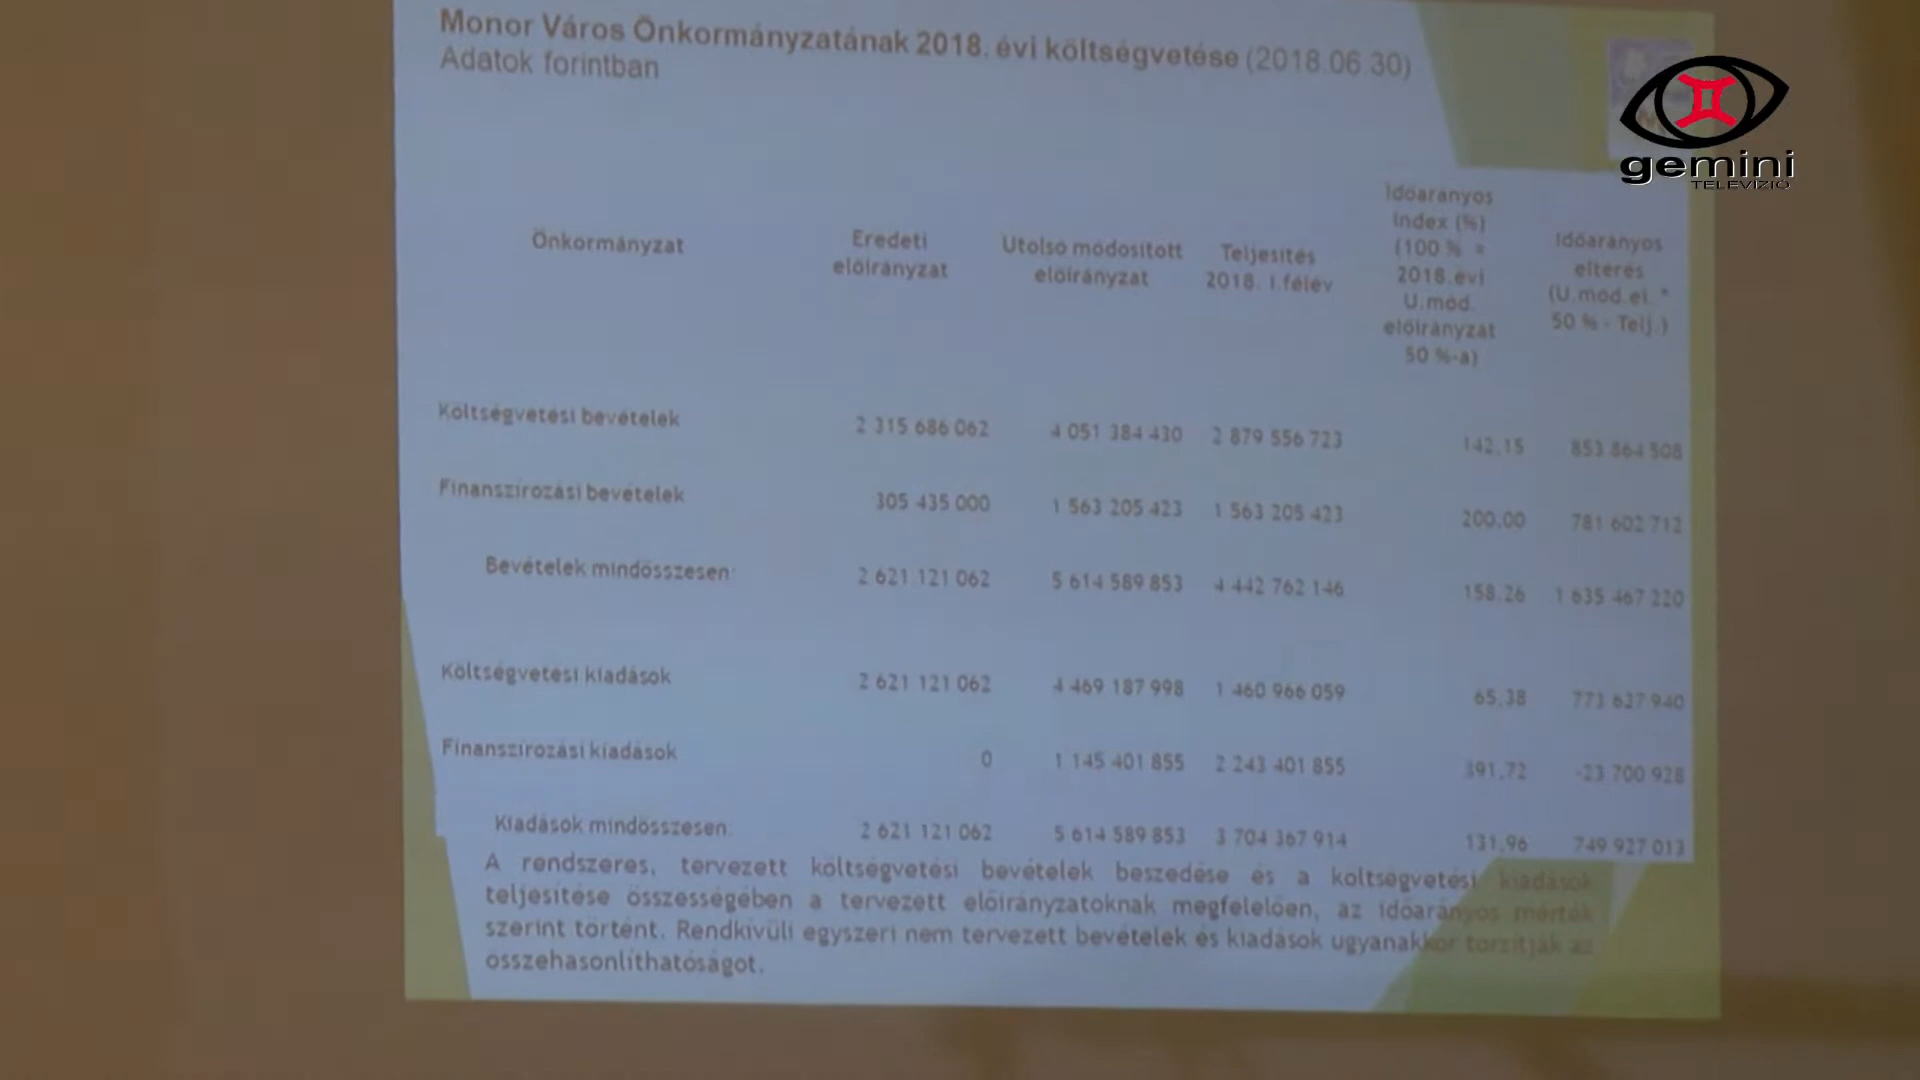 Monor Város Önkormányzatának 2018. évi költségvetése (2018.06.30)
Adatok forintban
gemini
TELEVÍZIÓ
Önkormányzat
Eredeti
előirányzat
Utolsó módosított
előirányzat
Teljesítés
2018. I.félév
Időarányos
index (%)
(100 % =
2018.évi
U.mód.
előirányzat
50 %-a)
Időarányos
eltérés
(U.mód.ei. *
50 % - Telj.)
Költségvetési bevételek 2 315 686 062 4 051 384 430 2 879 556 723 142,15 853 864 508
Finanszírozási bevételek 305 435 000 1 563 205 423 1 563 205 423 200,00 781 602 712
Bevételek mindösszesen: 2 621 121 062 5 614 589 853 4 442 762 146 158,26 1 635 467 220
Költségvetési kiadások 2 621 121 062 4 469 187 998 1 460 966 059 65,38 773 627 940
Finanszírozási kiadások 0 1 145 401 855 2 243 401 855 391,72 -23 700 928
Kiadások mindösszesen: 2 621 121 062 5 614 589 853 3 704 367 914 131,96 749 927 013
A rendszeres, tervezett költségvetési bevételek beszedése és a költségvetési kiadások
teljesítése összességében a tervezett előirányzatoknak megfelelően, az időarányos mérték
szerint történt. Rendkívüli egyszeri nem tervezett bevételek és kiadások ugyanakkor torzítják az
összehasonlíthatóságot.